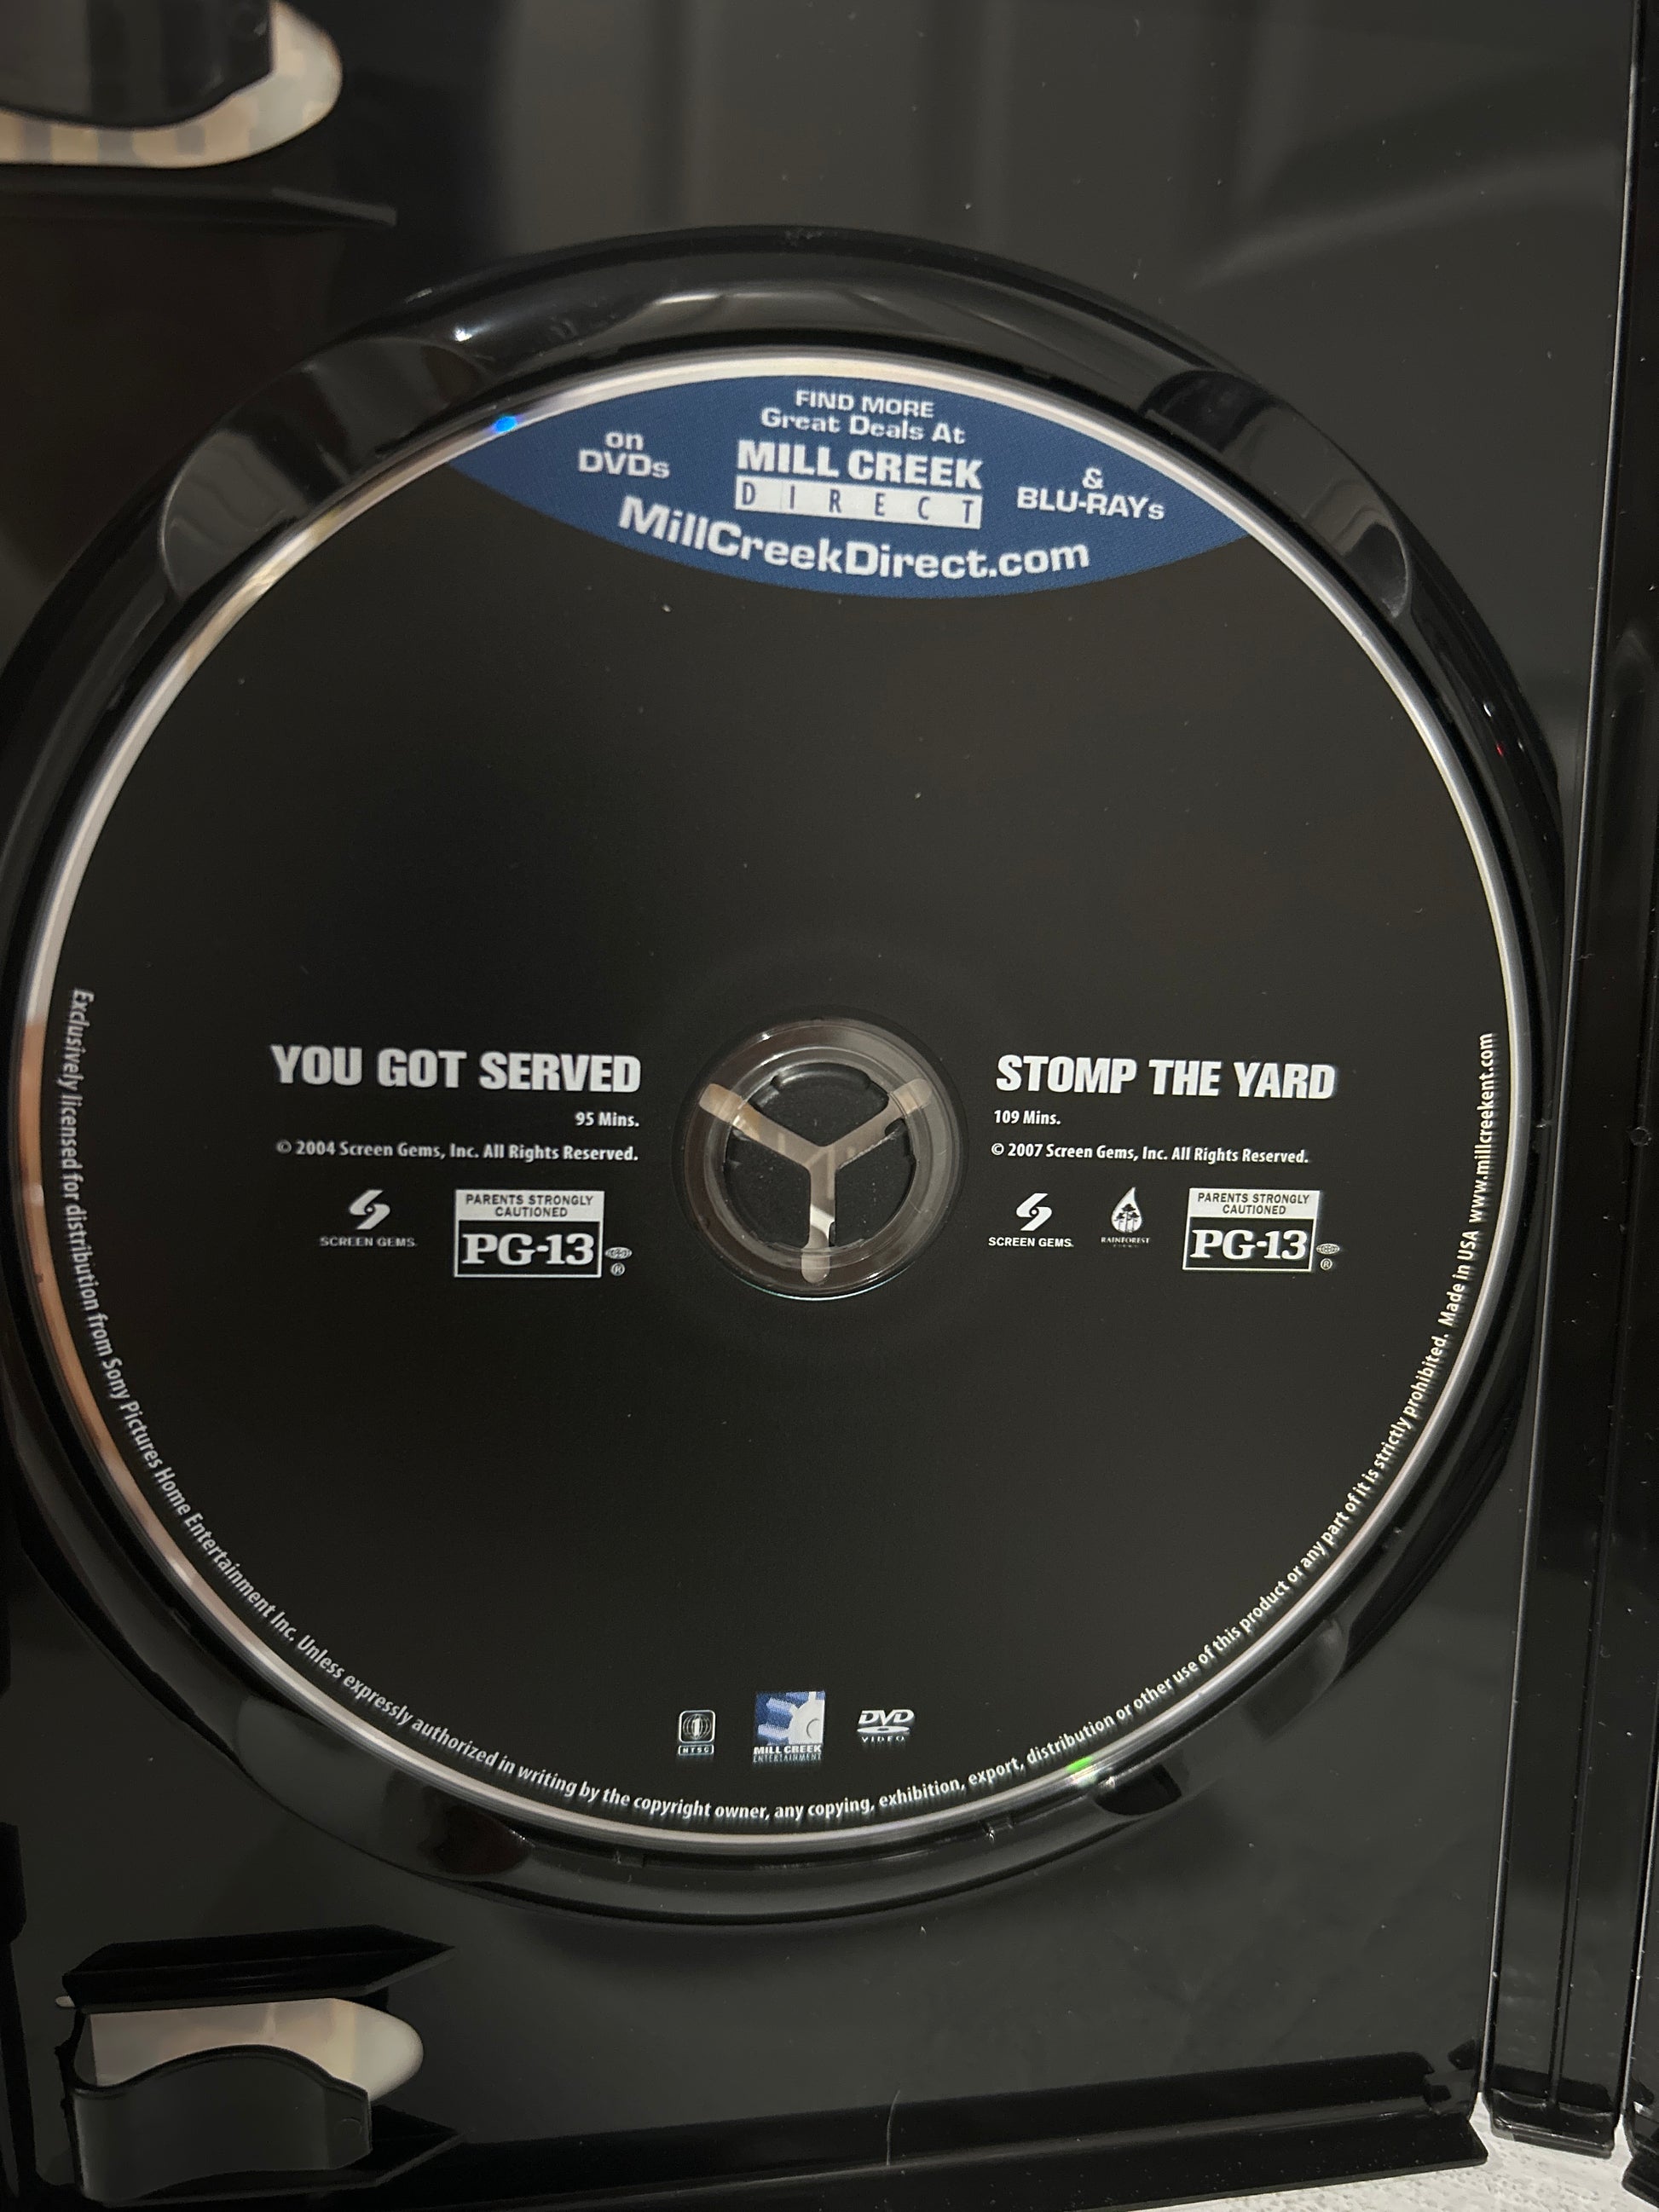 FIND MORE
Great Deals At
on
DVDs
MILL CREEK
DIRECT
&
BLU-RAYs
MillCreekDirect.com
YOU GOT SERVED
95 Mins.
© 2004 Screen Gems, Inc. All Rights Reserved.
SCREEN GEMS
PARENTS STRONGLY
CAUTIONED
PG-13
®
STOMP THE YARD
109 Mins.
© 2007 Screen Gems, Inc. All Rights Reserved.
SCREEN GEMS
RAINFOREST
PARENTS STRONGLY
CAUTIONED
PG-13
®
1
NTSC
MILL CREEK
ENTERTAINMENT
DVD
VIDEO
Exclusively licensed for distribution from Sony Pictures Home Entertainment Inc. Unless expressly authorized in writing by the copyright owner, any copying, exhibition, export, distribution or other use of this product or any part of it is strictly prohibited. Made in USA www.millcreekent.com